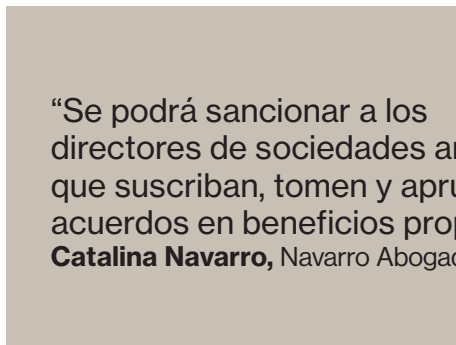 “Se podrá sancionar a los
directores de sociedades
que suscriban, tomen y
acuerdos en beneficios
Catalina Navarro, Navarro